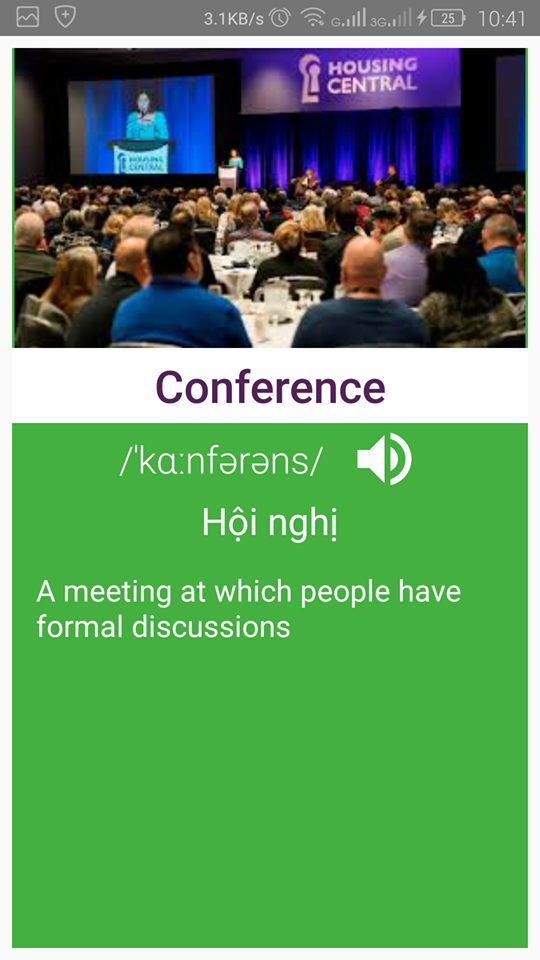 3.1KB/s G 3G 25 10:41
HOUSING
CENTRAL
HOUSING
CENTRAL
Conference
/ˈkɑːnfərəns/
Hội nghị
A meeting at which people have
formal discussions